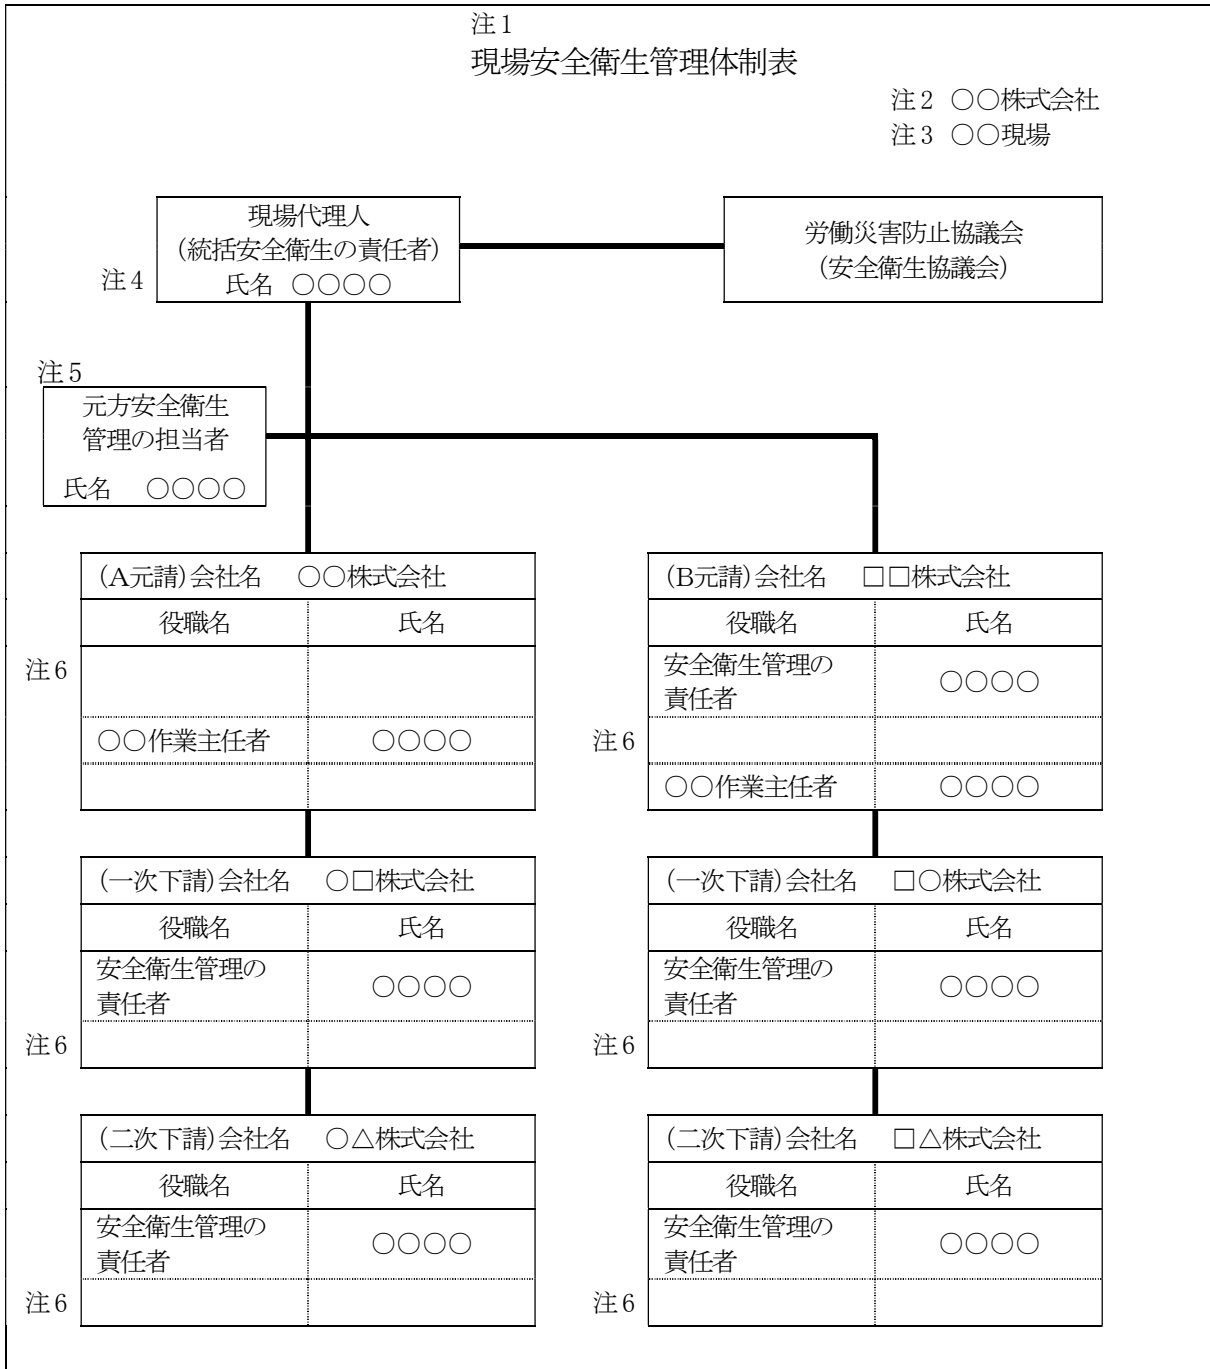 注1
現場安全衛生管理体制表
注2 ○○株式会社
注3 ○○現場
現場代理人
(統括安全衛生の責任者)
注4 氏名 ○○○○
労働災害防止協議会
(安全衛生協議会)
注5
元方安全衛生
管理の担当者
氏名 ○○○○
(A元請)会社名 ○○株式会社
役職名 氏名
注6
○○作業主任者 ○○○○
(B元請)会社名 □□株式会社
役職名 氏名
安全衛生管理の
責任者 ○○○○
注6
○○作業主任者 ○○○○
(一次下請)会社名 ○□株式会社
役職名 氏名
安全衛生管理の
責任者 ○○○○
注6
(一次下請)会社名 □○株式会社
役職名 氏名
安全衛生管理の
責任者 ○○○○
注6
(二次下請)会社名 ○△株式会社
役職名 氏名
安全衛生管理の
責任者 ○○○○
注6
(二次下請)会社名 □△株式会社
役職名 氏名
安全衛生管理の
責任者 ○○○○
注6